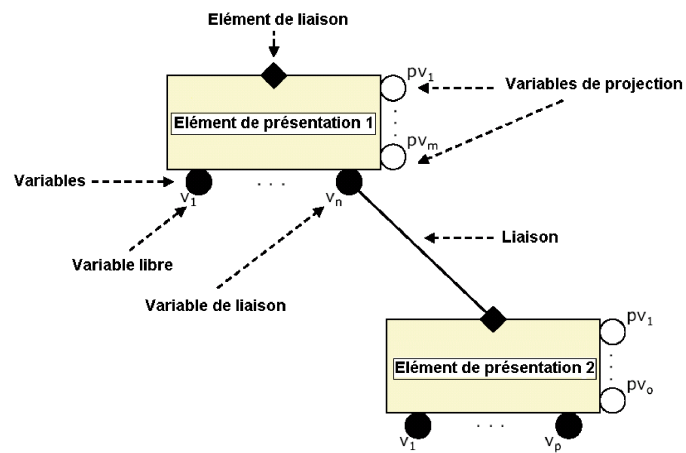 Elément de liaison
pv1
Variables de projection
Elément de présentation 1
pvm
Variables
. . .
v1
vn
Variable libre
Liaison
Variable de liaison
pv1
Elément de présentation 2
pvo
v1
. . .
vp